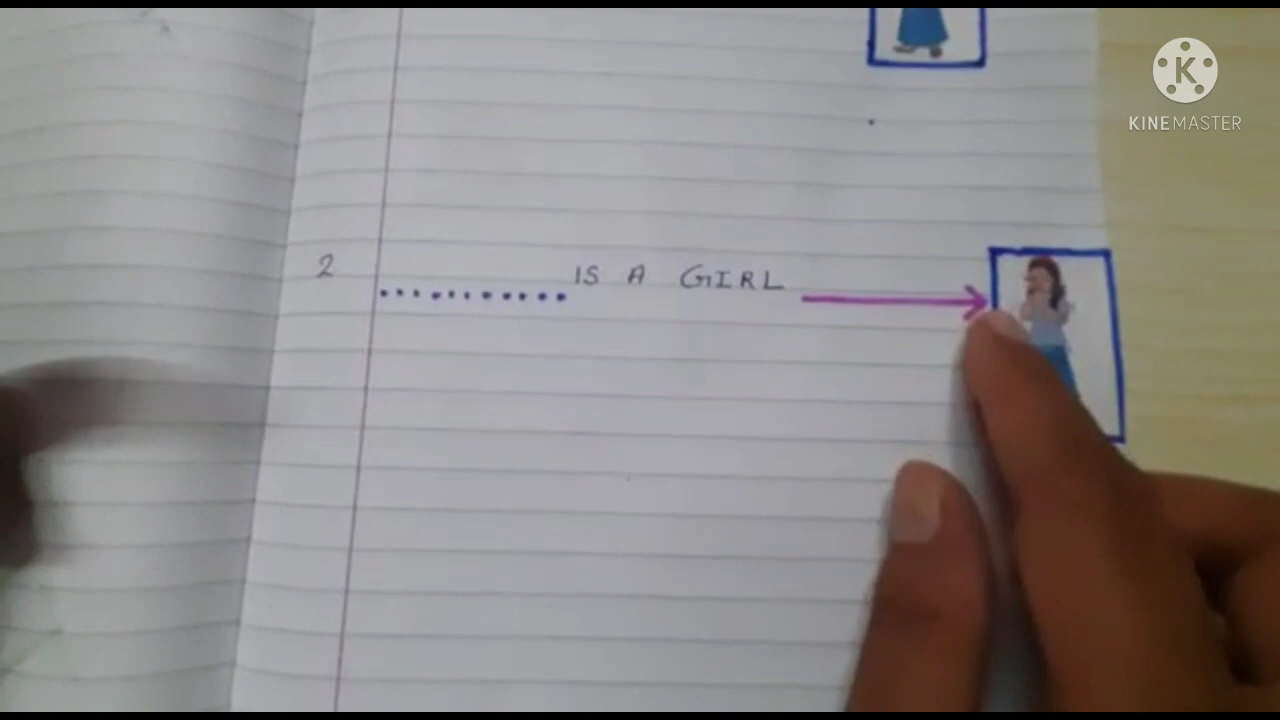 KINEMASTER
2 .......... IS A GIRL